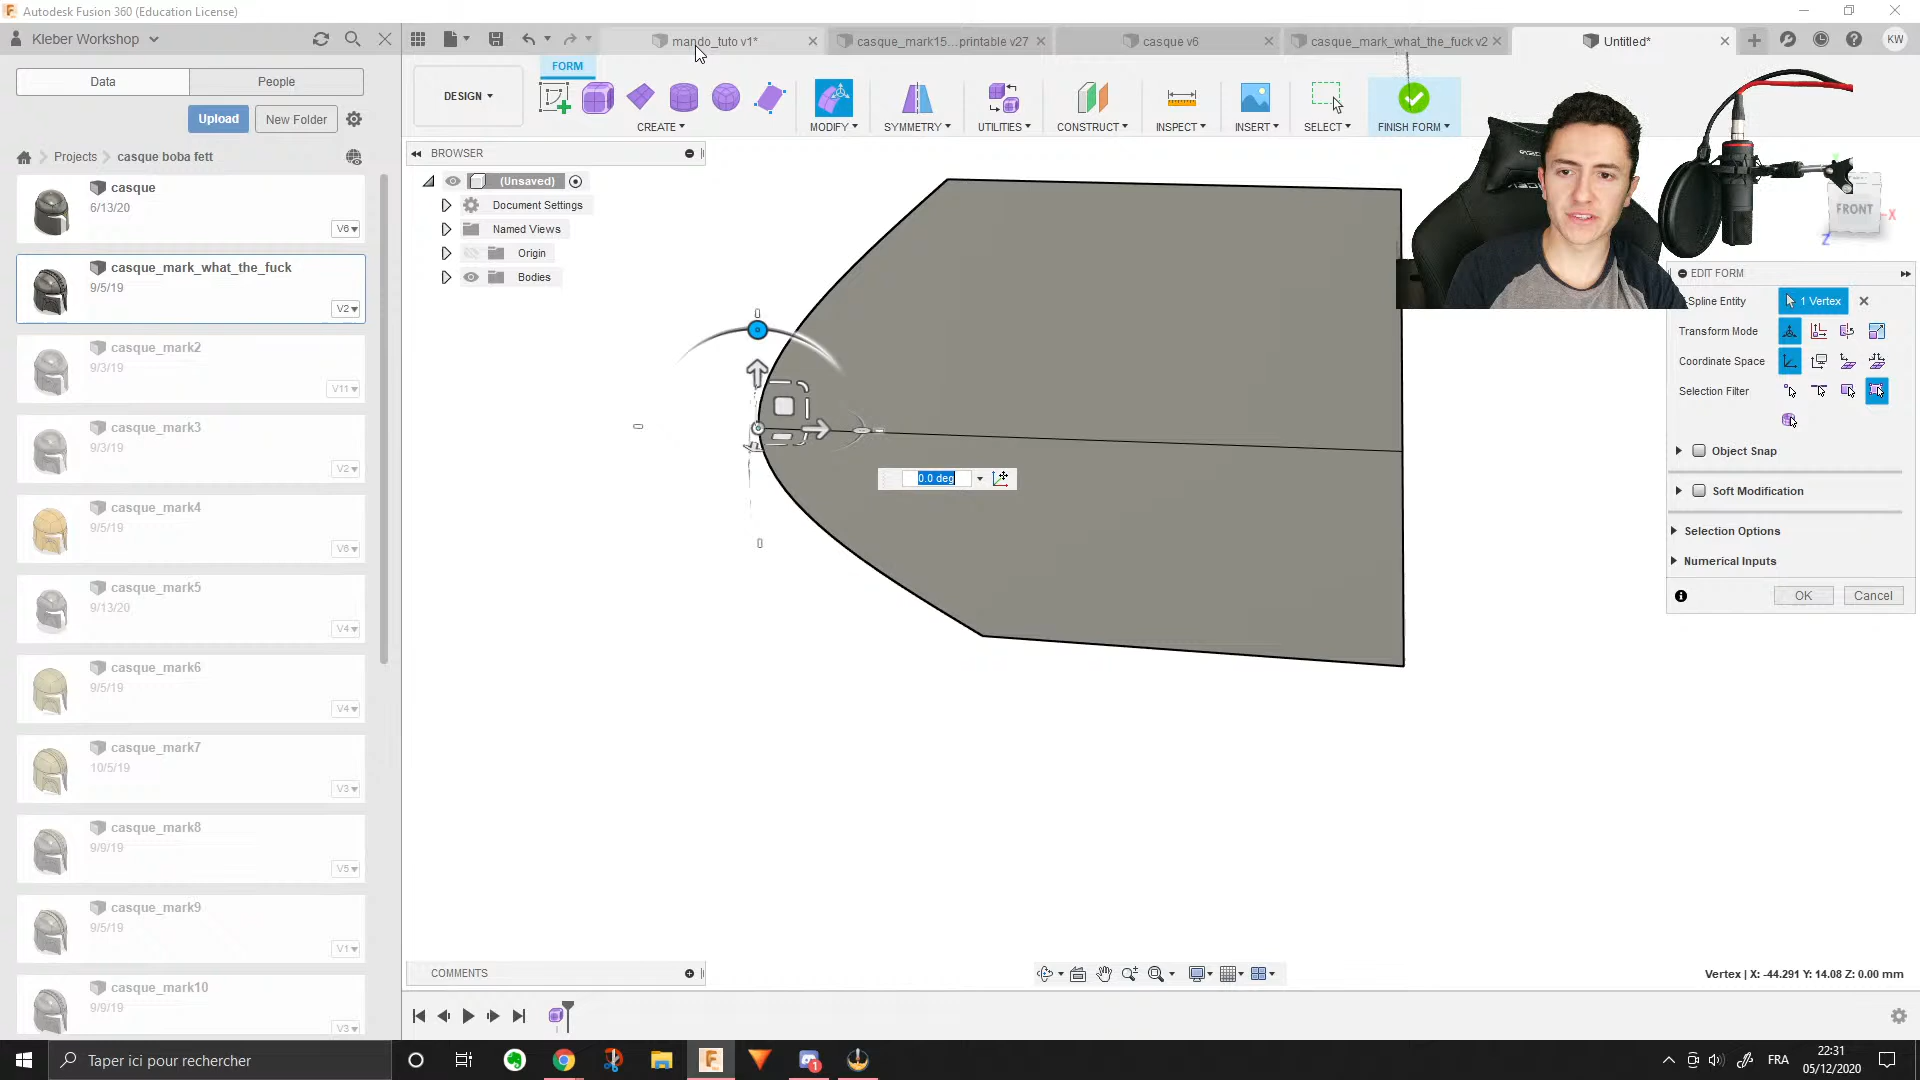 Autodesk Fusion 360 (Education License)
Kleber Workshop
mando_tuto v1*
casque_mark15...printable v27
casque v6
casque_mark_what_the_fuck v2
Untitled*
KW
Data
People
Upload
New Folder
Projects
casque boba fett
casque
6/13/20
V6
casque_mark_what_the_fuck
9/5/19
V2
casque_mark2
9/3/19
V11
casque_mark3
9/3/19
V2
casque_mark4
9/5/19
V6
casque_mark5
9/13/20
V4
casque_mark6
9/5/19
V4
casque_mark7
10/5/19
V3
casque_mark8
9/9/19
V5
casque_mark9
9/5/19
V1
casque_mark10
9/9/19
V3
FORM
DESIGN
CREATE
MODIFY
SYMMETRY
UTILITIES
CONSTRUCT
INSPECT
INSERT
SELECT
FINISH FORM
BROWSER
(Unsaved)
Document Settings
Named Views
Origin
Bodies
0.0 deg
FRONT
X
Z
EDIT FORM
-Spline Entity
1 Vertex
Transform Mode
Coordinate Space
Selection Filter
Object Snap
Soft Modification
Selection Options
Numerical Inputs
OK
Cancel
COMMENTS
Vertex | X: -44.291 Y: 14.08 Z: 0.00 mm
Taper ici pour rechercher
1
FRA
22:31
05/12/2020